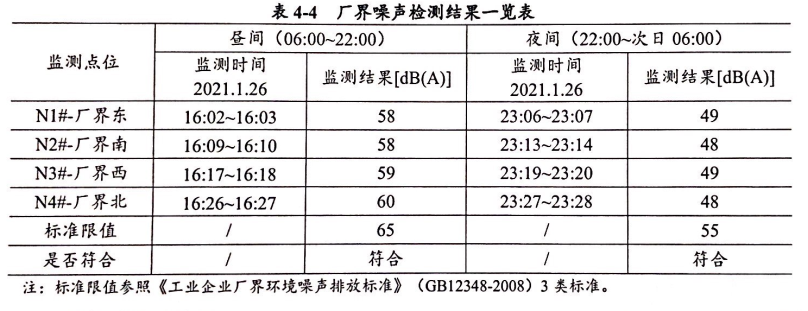 表 4-4 厂界噪声检测结果一览表
监测点位 昼间（06:00~22:00） 夜间（22:00~次日 06:00）
监测时间 2021.1.26 监测结果[dB(A)] 监测时间 2021.1.26 监测结果[dB(A)]
N1#-厂界东 16:02~16:03 58 23:06~23:07 49
N2#-厂界南 16:09~16:10 58 23:13~23:14 48
N3#-厂界西 16:17~16:18 59 23:19~23:20 49
N4#-厂界北 16:26~16:27 60 23:27~23:28 48
标准限值 / 65 / 55
是否符合 / 符合 / 符合
注：标准限值参照《工业企业厂界环境噪声排放标准》（GB12348-2008）3 类标准。